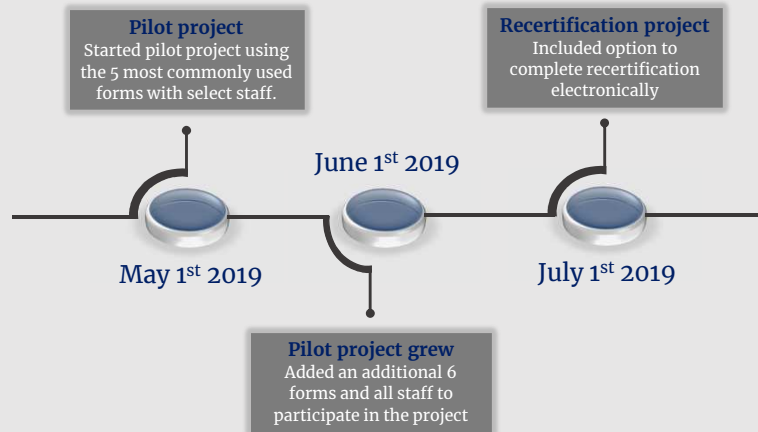 Pilot project
Started pilot project using
the 5 most commonly used
forms with select staff.
Recertification project
Included option to
complete recertification
electronically
June 1st 2019
May 1st 2019
July 1st 2019
Pilot project grew
Added an additional 6
forms and all staff to
participate in the project